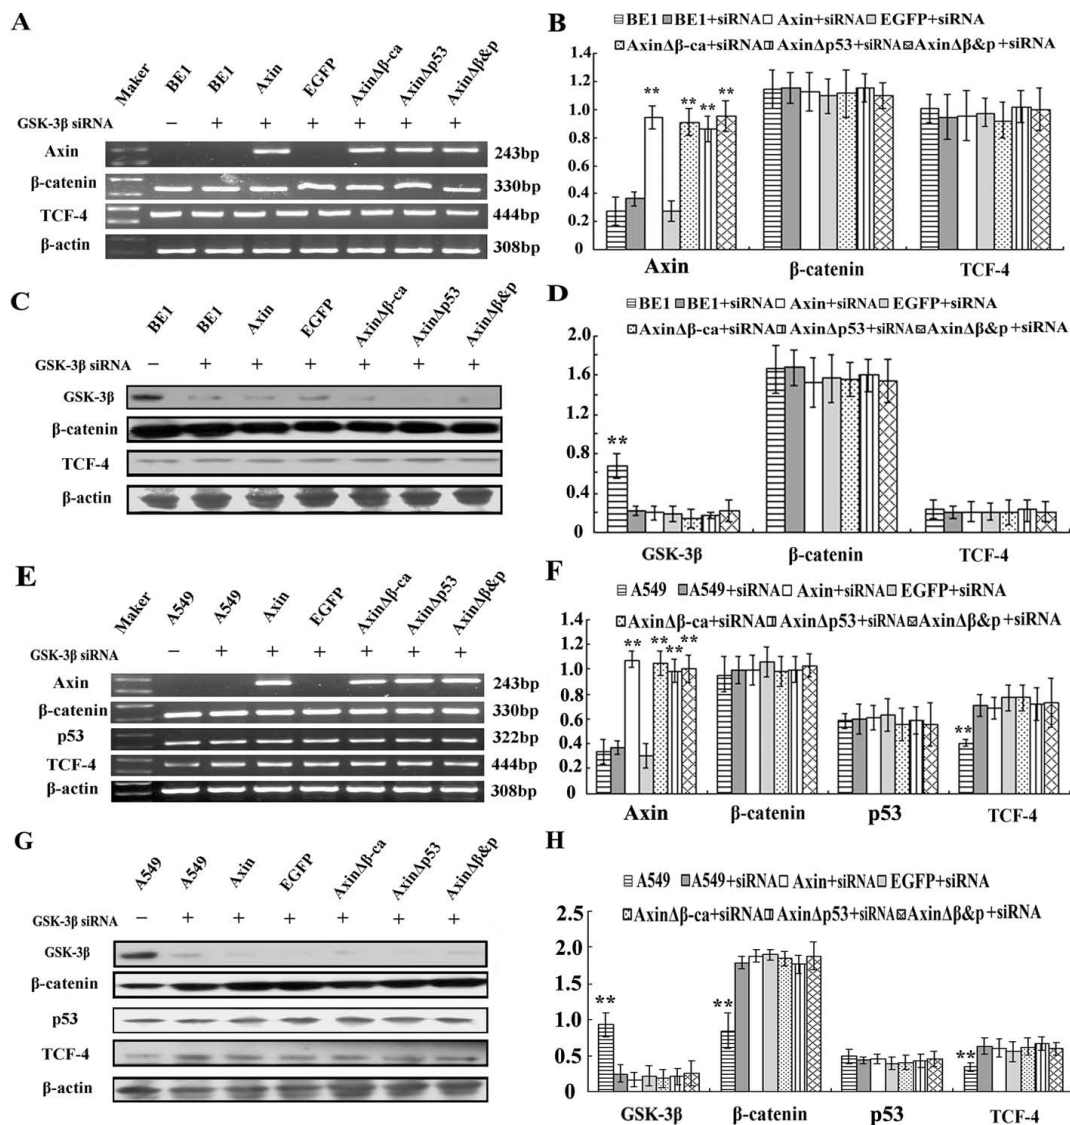 A
Maker
BE1
BE1
Axin
EGFP
AxinΔβ-ca
AxinΔp53
AxinΔβ&p
GSK-3β siRNA
− + + + + + +
Axin 243bp
β-catenin 330bp
TCF-4 444bp
β-actin 308bp
B
BE1 BE1+siRNA Axin+siRNA EGFP+siRNA
AxinΔβ-ca+siRNA AxinΔp53+siRNA AxinΔβ&p+siRNA
1.4
1.2
1.0
0.8
0.6
0.4
0.2
0
** ** ** **
Axin β-catenin TCF-4
C
BE1
BE1
Axin
EGFP
AxinΔβ-ca
AxinΔp53
AxinΔβ&p
GSK-3β siRNA
− + + + + + +
GSK-3β
β-catenin
TCF-4
β-actin
D
BE1 BE1+siRNA Axin+siRNA EGFP+siRNA
AxinΔβ-ca+siRNA AxinΔp53+siRNA AxinΔβ&p+siRNA
2.0
1.6
1.2
0.8
0.4
0
**
GSK-3β β-catenin TCF-4
E
Maker
A549
A549
Axin
EGFP
AxinΔβ-ca
AxinΔp53
AxinΔβ&p
GSK-3β siRNA
− + + + + + +
Axin 243bp
β-catenin 330bp
p53 322bp
TCF-4 444bp
β-actin 308bp
F
A549 A549+siRNA Axin+siRNA EGFP+siRNA
AxinΔβ-ca+siRNA AxinΔp53+siRNA AxinΔβ&p+siRNA
1.4
1.2
1.0
0.8
0.6
0.4
0.2
0
** ** ** **
**
Axin β-catenin p53 TCF-4
G
A549
A549
Axin
EGFP
AxinΔβ-ca
AxinΔp53
AxinΔβ&p
GSK-3β siRNA
− + + + + + +
GSK-3β
β-catenin
p53
TCF-4
β-actin
H
A549 A549+siRNA Axin+siRNA EGFP+siRNA
AxinΔβ-ca+siRNA AxinΔp53+siRNA AxinΔβ&p+siRNA
2.5
2.0
1.5
1.0
0.5
0
** ** **
GSK-3β β-catenin p53 TCF-4